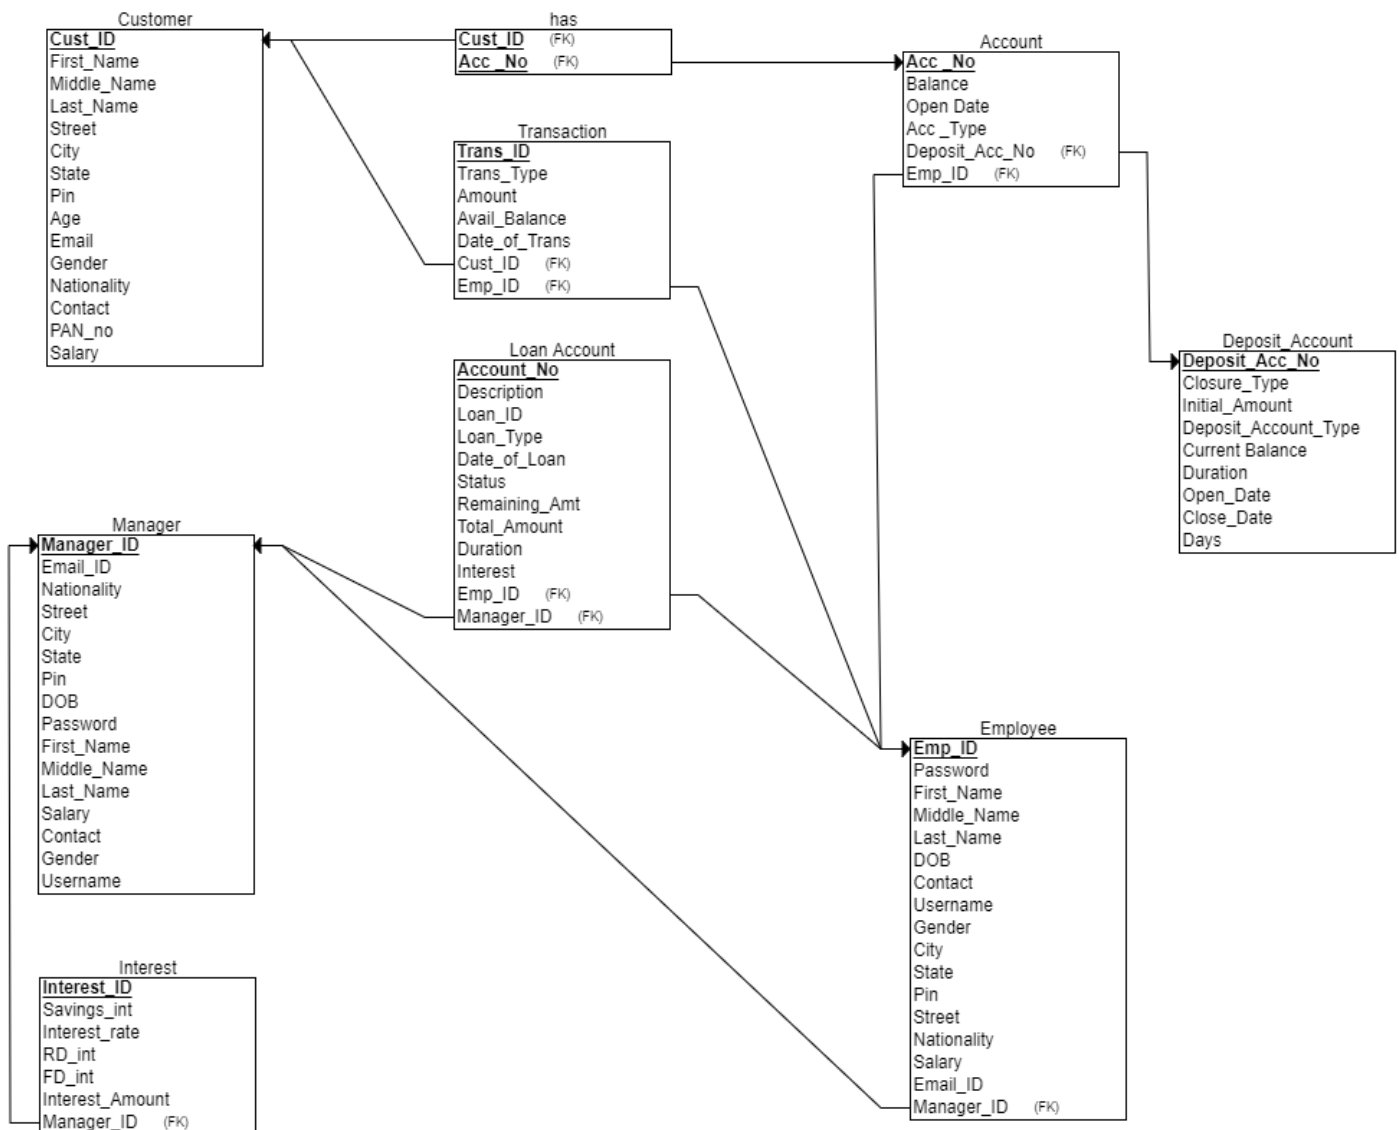 Customer
Cust_ID
First_Name
Middle_Name
Last_Name
Street
City
State
Pin
Age
Email
Gender
Nationality
Contact
PAN_no
Salary
has
Cust_ID (FK)
Acc _No (FK)
Transaction
Trans_ID
Trans_Type
Amount
Avail_Balance
Date_of_Trans
Cust_ID (FK)
Emp_ID (FK)
Account
Acc _No
Balance
Open Date
Acc _Type
Deposit_Acc_No (FK)
Emp_ID (FK)
Loan Account
Account_No
Description
Loan_ID
Loan_Type
Date_of_Loan
Status
Remaining_Amt
Total_Amount
Duration
Interest
Emp_ID (FK)
Manager_ID (FK)
Deposit_Account
Deposit_Acc_No
Closure_Type
Initial_Amount
Deposit_Account_Type
Current Balance
Duration
Open_Date
Close_Date
Days
Manager
Manager_ID
Email_ID
Nationality
Street
City
State
Pin
DOB
Password
First_Name
Middle_Name
Last_Name
Salary
Contact
Gender
Username
Employee
Emp_ID
Password
First_Name
Middle_Name
Last_Name
DOB
Contact
Username
Gender
City
State
Pin
Street
Nationality
Salary
Email_ID
Manager_ID (FK)
Interest
Interest_ID
Savings_int
Interest_rate
RD_int
FD_int
Interest_Amount
Manager_ID (FK)